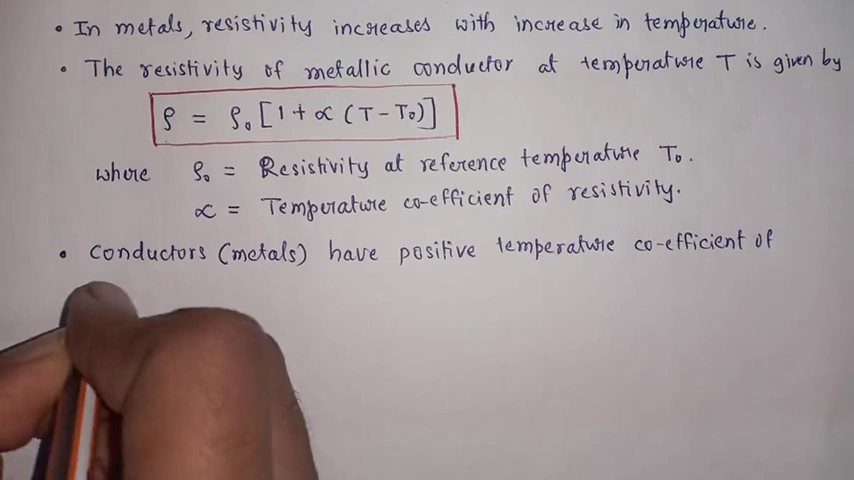 • In metals, resistivity increases with increase in temperature.
• The resistivity of metallic conductor at temperature T is given by
ρ = ρ₀ [1 + ∝ (T - T₀)]
where ρ₀ = Resistivity at reference temperature T₀.
∝ = Temperature co-efficient of resistivity.
• Conductors (metals) have positive temperature co-efficient of